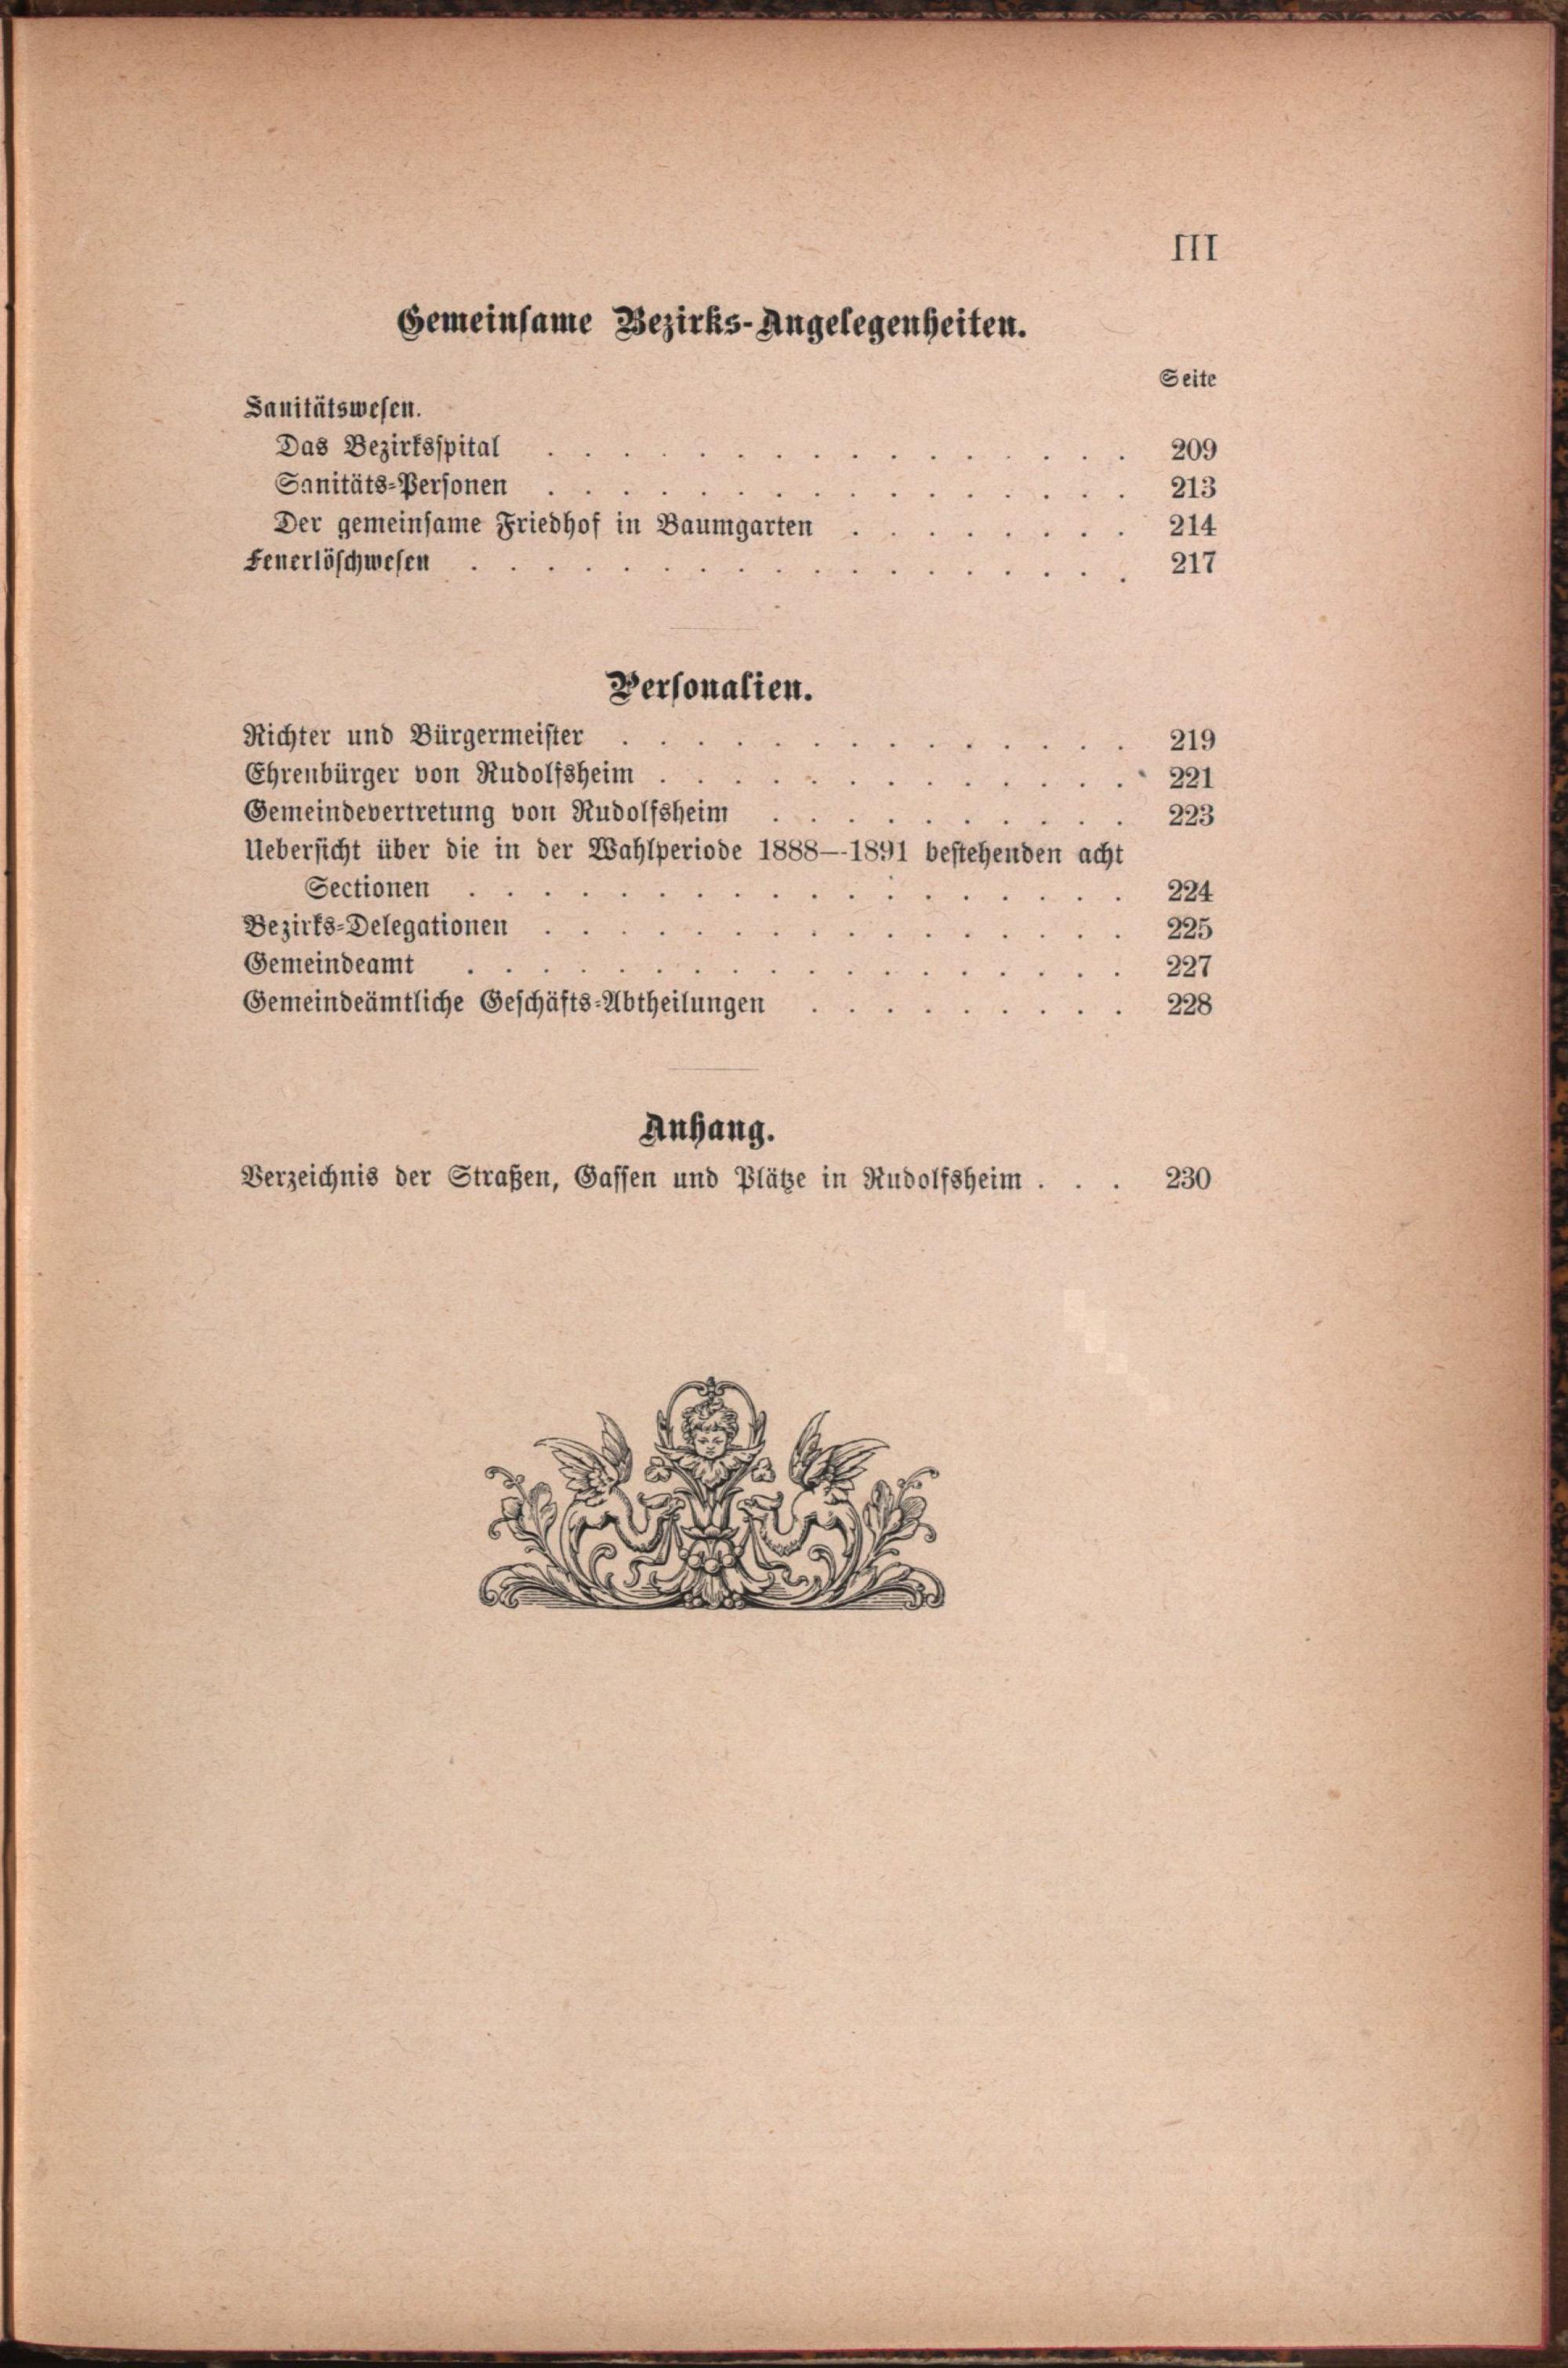 III
Gemeinsame Bezirks-Angelegenheiten.
Seite
Sanitätswesen.
Das Bezirksspital . . . . . . . . . . . . . . . . 209
Sanitäts-Personen . . . . . . . . . . . . . . . . 213
Der gemeinsame Friedhof in Baumgarten . . . . . . . . 214
Feuerlöschwesen . . . . . . . . . . . . . . . . . . 217
Personalien.
Richter und Bürgermeister . . . . . . . . . . . . . . 219
Ehrenbürger von Rudolfsheim . . . . . . . . . . . . . 221
Gemeindevertretung von Rudolfsheim . . . . . . . . . . 223
Uebersicht über die in der Wahlperiode 1888—1891 bestehenden acht
Sectionen . . . . . . . . . . . . . . . . . . 224
Bezirks-Delegationen . . . . . . . . . . . . . . . . 225
Gemeindeamt . . . . . . . . . . . . . . . . . . 227
Gemeindeämtliche Geschäfts-Abtheilungen . . . . . . . . . 228
Anhang.
Verzeichnis der Straßen, Gassen und Plätze in Rudolfsheim . . . 230